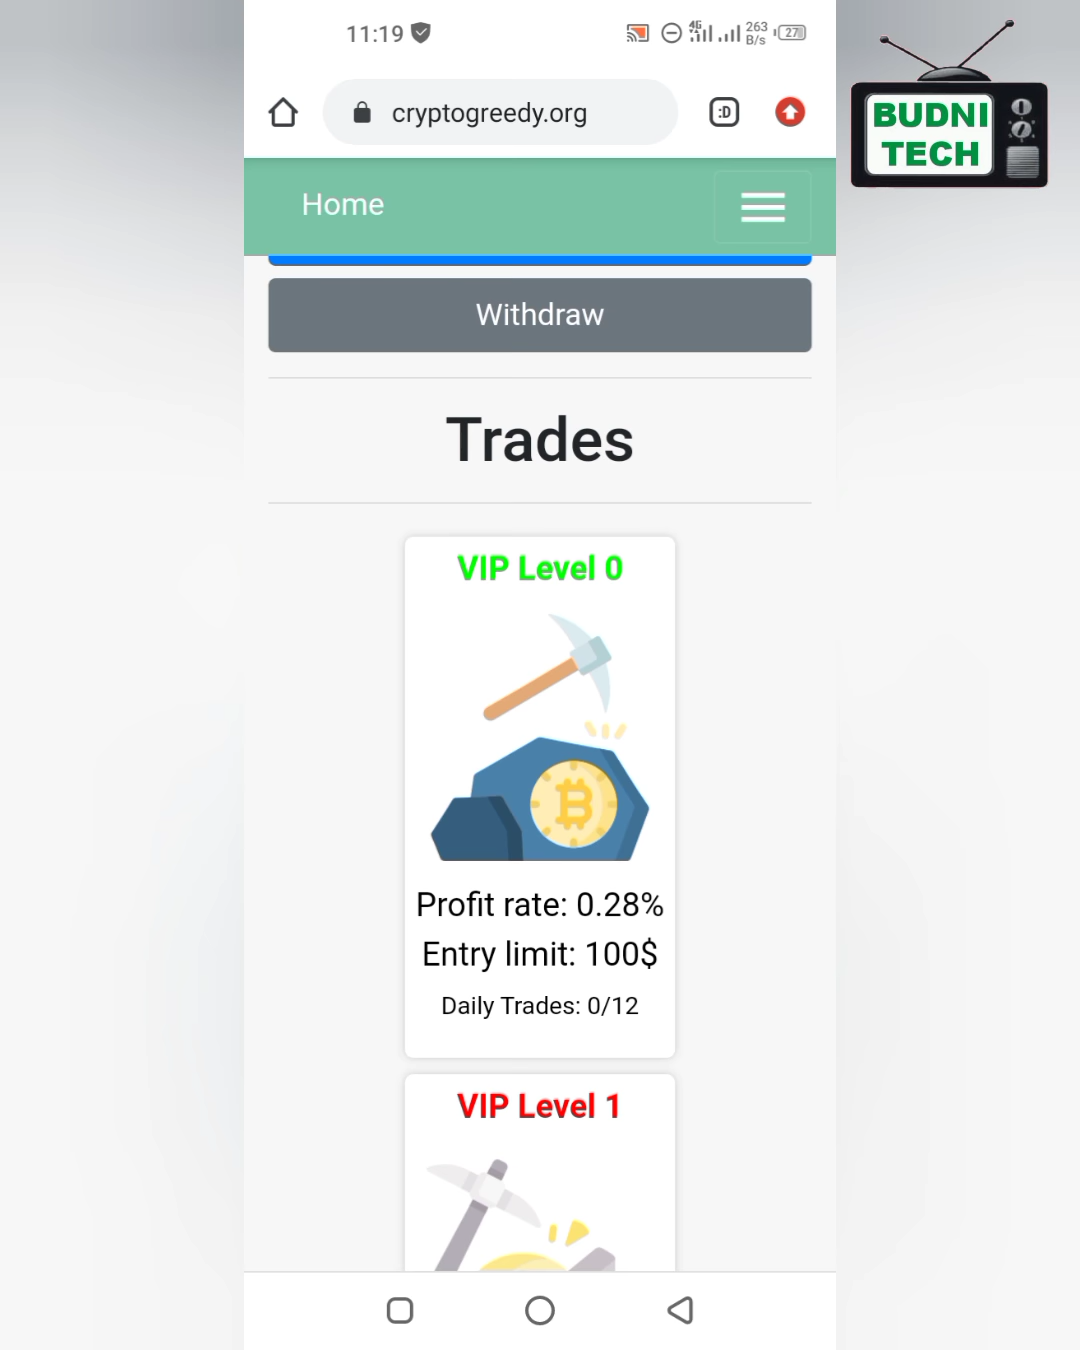 11:19
4G
263
B/s
27
cryptogreedy.org
:D
BUDNI
TECH
Home
Withdraw
Trades
VIP Level 0
Profit rate: 0.28%
Entry limit: 100$
Daily Trades: 0/12
VIP Level 1